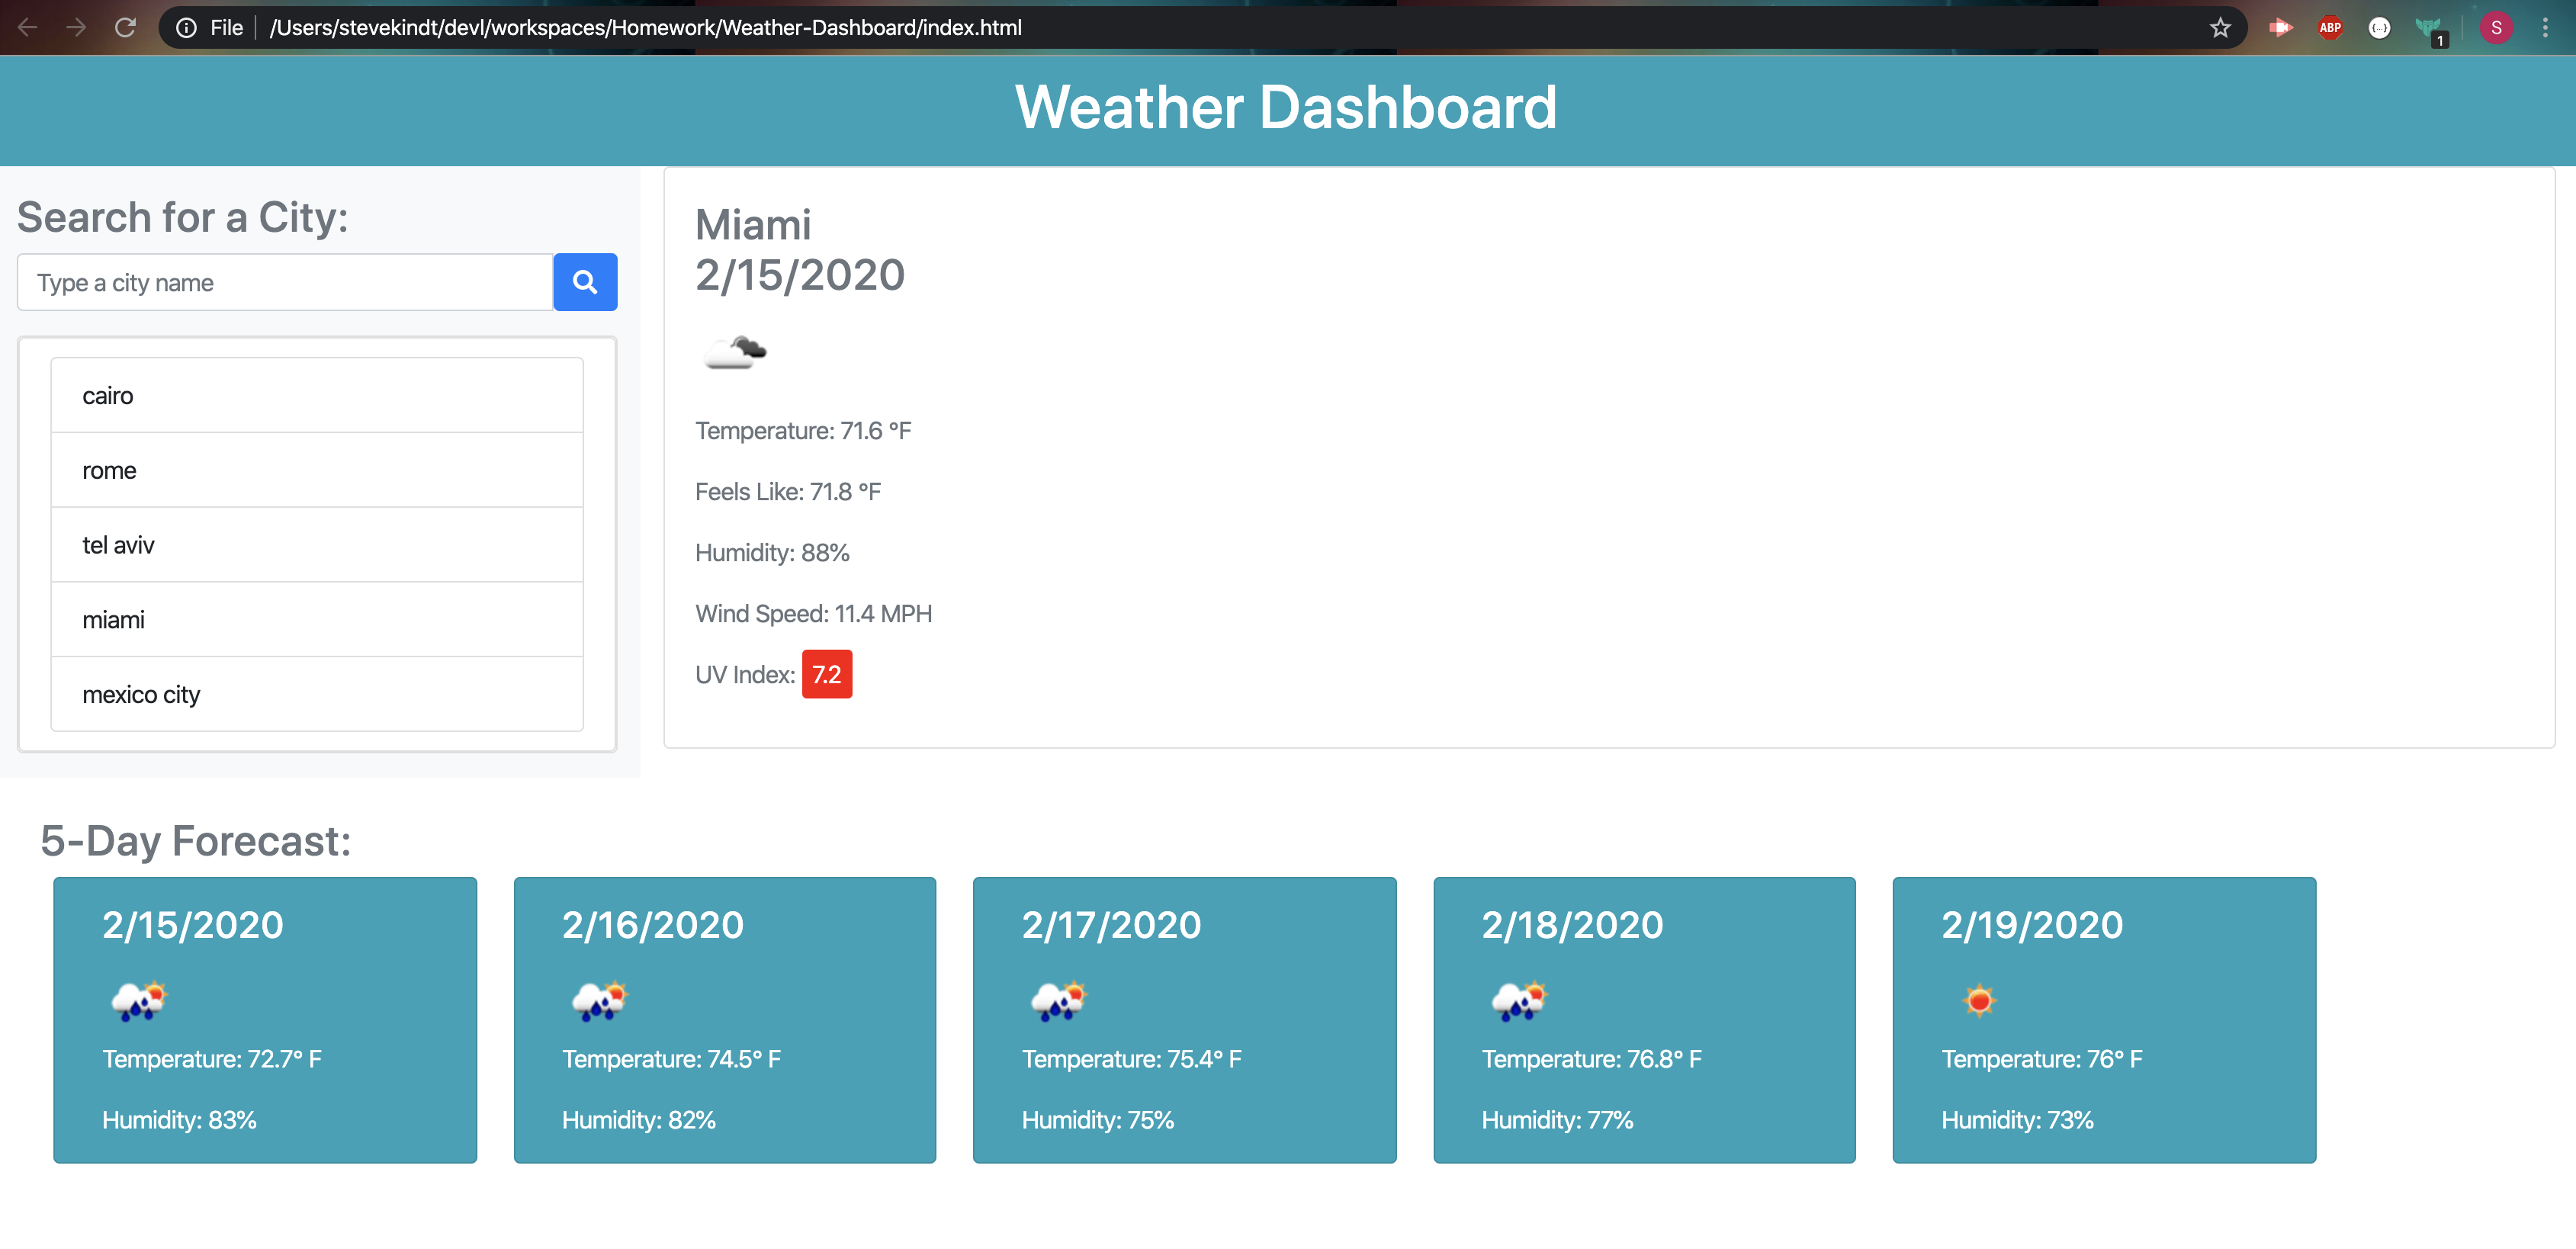 File /Users/stevekindt/devl/workspaces/Homework/Weather-Dashboard/index.html
ABP
{...}
1
S
Weather Dashboard
Search for a City:
Type a city name
cairo
rome
tel aviv
miami
mexico city
Miami
2/15/2020
Temperature: 71.6 °F
Feels Like: 71.8 °F
Humidity: 88%
Wind Speed: 11.4 MPH
UV Index: 7.2
5-Day Forecast:
2/15/2020
Temperature: 72.7° F
Humidity: 83%
2/16/2020
Temperature: 74.5° F
Humidity: 82%
2/17/2020
Temperature: 75.4° F
Humidity: 75%
2/18/2020
Temperature: 76.8° F
Humidity: 77%
2/19/2020
Temperature: 76° F
Humidity: 73%